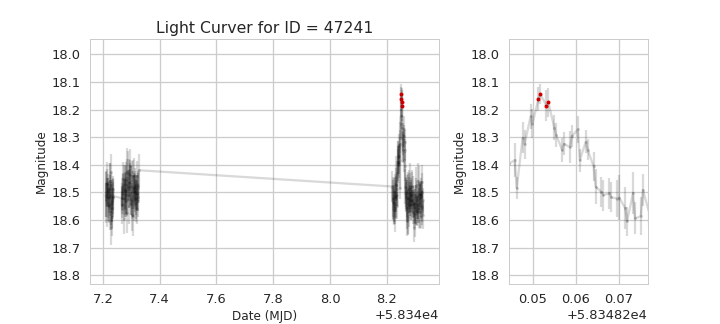 Light Curver for ID = 47241
Magnitude
18.0
18.1
18.2
18.3
18.4
18.5
18.6
18.7
18.8
7.2 7.4 7.6 7.8 8.0 8.2
Date (MJD) +5.834e4
Magnitude
18.0
18.1
18.2
18.3
18.4
18.5
18.6
18.7
18.8
0.05 0.06 0.07
+5.83482e4